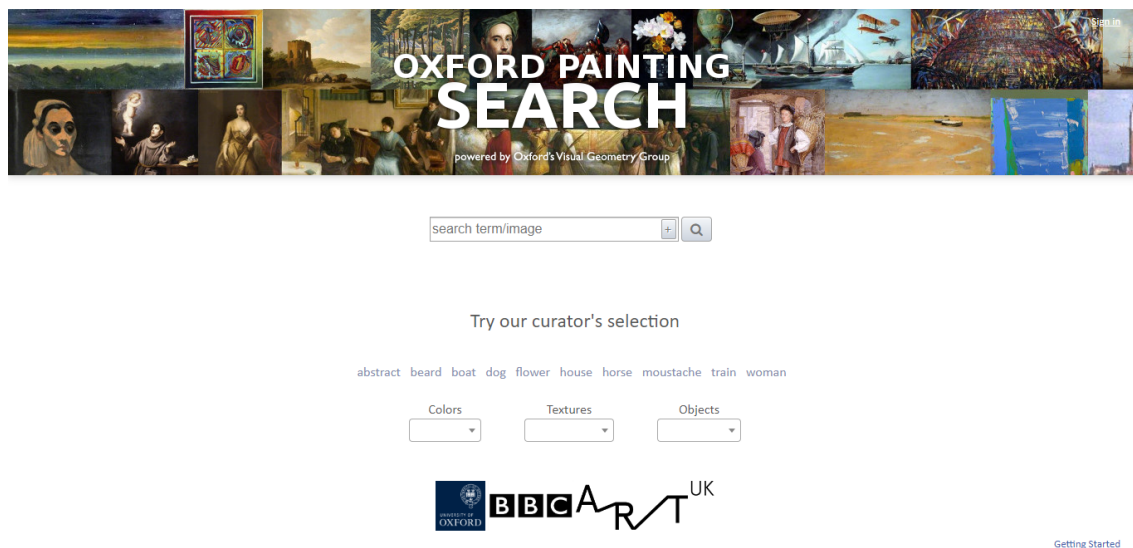 Sign in
OXFORD PAINTING
SEARCH
powered by Oxford's Visual Geometry Group
search term/image +
Try our curator's selection
abstract beard boat dog flower house horse moustache train woman
Colors Textures Objects
UNIVERSITY OF
OXFORD
BBC
ART UK
Getting Started